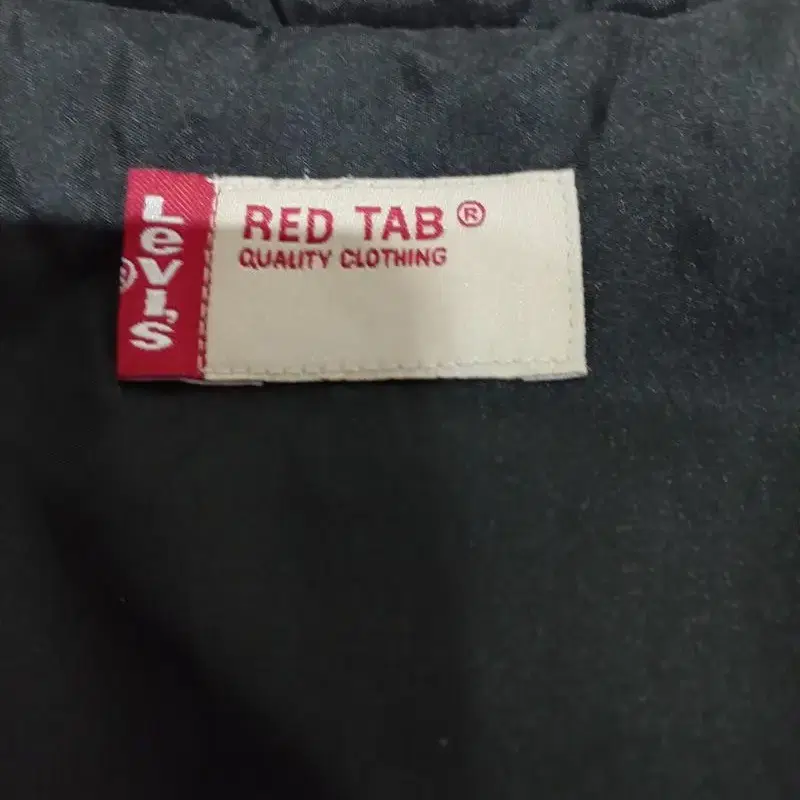 LEVI'S ®
RED TAB ®
QUALITY CLOTHING